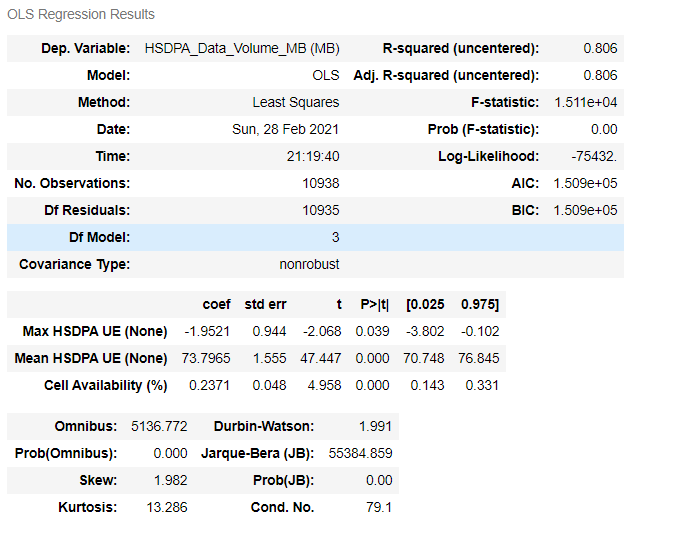 OLS Regression Results
Dep. Variable: HSDPA_Data_Volume_MB (MB) R-squared (uncentered): 0.806
Model: OLS Adj. R-squared (uncentered): 0.806
Method: Least Squares F-statistic: 1.511e+04
Date: Sun, 28 Feb 2021 Prob (F-statistic): 0.00
Time: 21:19:40 Log-Likelihood: -75432.
No. Observations: 10938 AIC: 1.509e+05
Df Residuals: 10935 BIC: 1.509e+05
Df Model: 3
Covariance Type: nonrobust
coef std err t P>|t| [0.025 0.975]
Max HSDPA UE (None) -1.9521 0.944 -2.068 0.039 -3.802 -0.102
Mean HSDPA UE (None) 73.7965 1.555 47.447 0.000 70.748 76.845
Cell Availability (%) 0.2371 0.048 4.958 0.000 0.143 0.331
Omnibus: 5136.772 Durbin-Watson: 1.991
Prob(Omnibus): 0.000 Jarque-Bera (JB): 55384.859
Skew: 1.982 Prob(JB): 0.00
Kurtosis: 13.286 Cond. No. 79.1